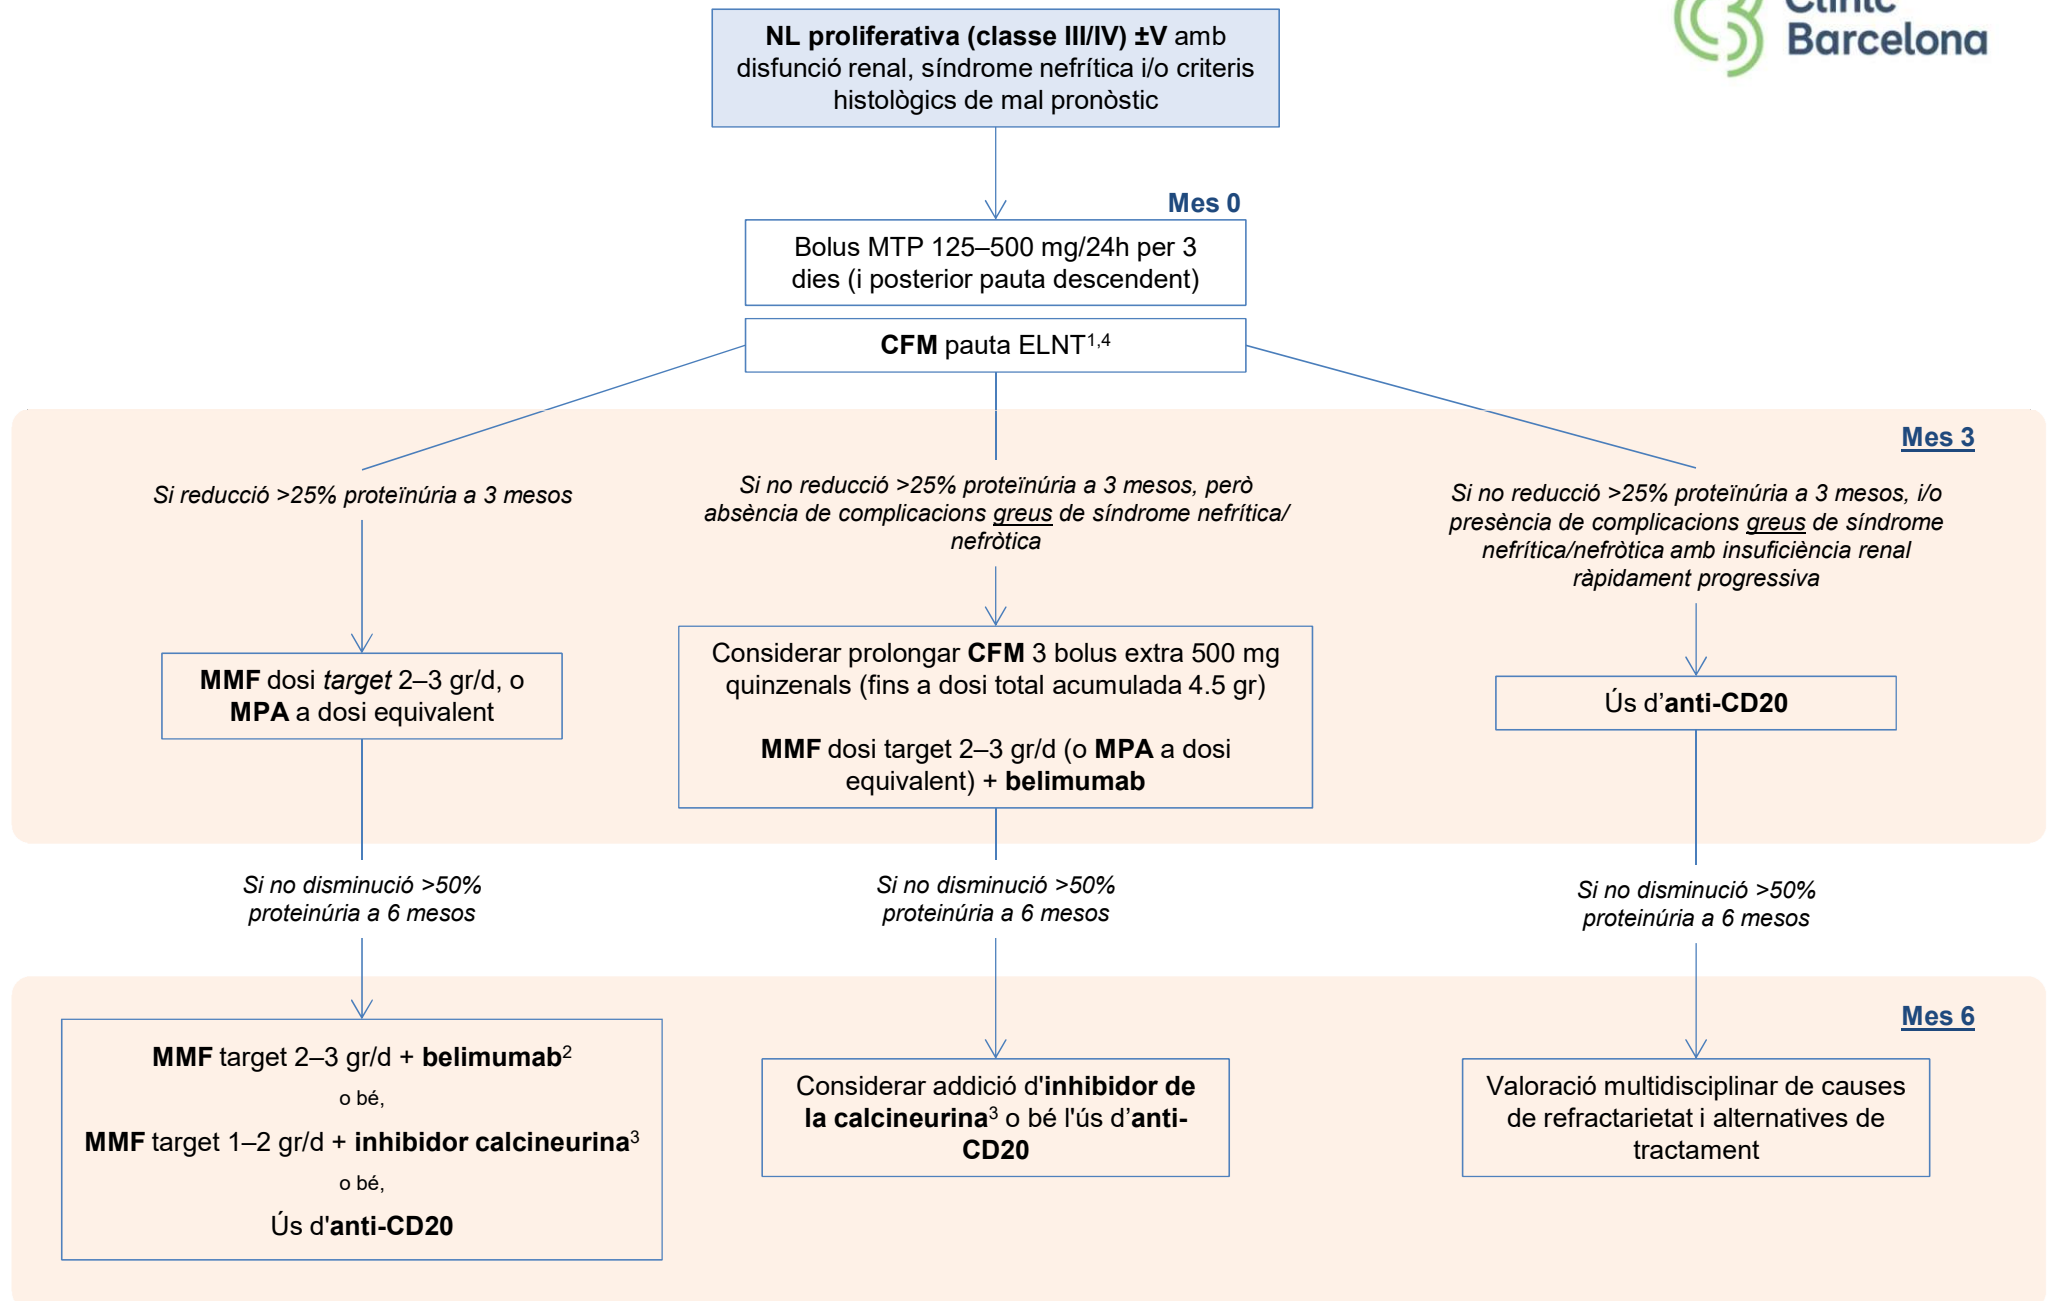 Clínic
Barcelona
NL proliferativa (classe III/IV) ±V amb
disfunció renal, síndrome nefrítica i/o criteris
histològics de mal pronòstic
Mes 0
Bolus MTP 125–500 mg/24h per 3
dies (i posterior pauta descendent)
CFM pauta ELNT1,4
Mes 3
Si reducció >25% proteïnúria a 3 mesos
Si no reducció >25% proteïnúria a 3 mesos, però
absència de complicacions greus de síndrome nefrítica/
nefròtica
Si no reducció >25% proteïnúria a 3 mesos, i/o
presència de complicacions greus de síndrome
nefrítica/nefròtica amb insuficiència renal
ràpidament progressiva
MMF dosi target 2–3 gr/d, o
MPA a dosi equivalent
Considerar prolongar CFM 3 bolus extra 500 mg
quinzenals (fins a dosi total acumulada 4.5 gr)
MMF dosi target 2–3 gr/d (o MPA a dosi
equivalent) + belimumab
Ús d’anti-CD20
Si no disminució >50%
proteinúria a 6 mesos
Si no disminució >50%
proteinúria a 6 mesos
Si no disminució >50%
proteinúria a 6 mesos
Mes 6
MMF target 2–3 gr/d + belimumab2
o bé,
MMF target 1–2 gr/d + inhibidor calcineurina3
o bé,
Ús d'anti-CD20
Considerar addició d'inhibidor de
la calcineurina3 o bé l'ús d’anti-
CD20
Valoració multidisciplinar de causes
de refractarietat i alternatives de
tractament